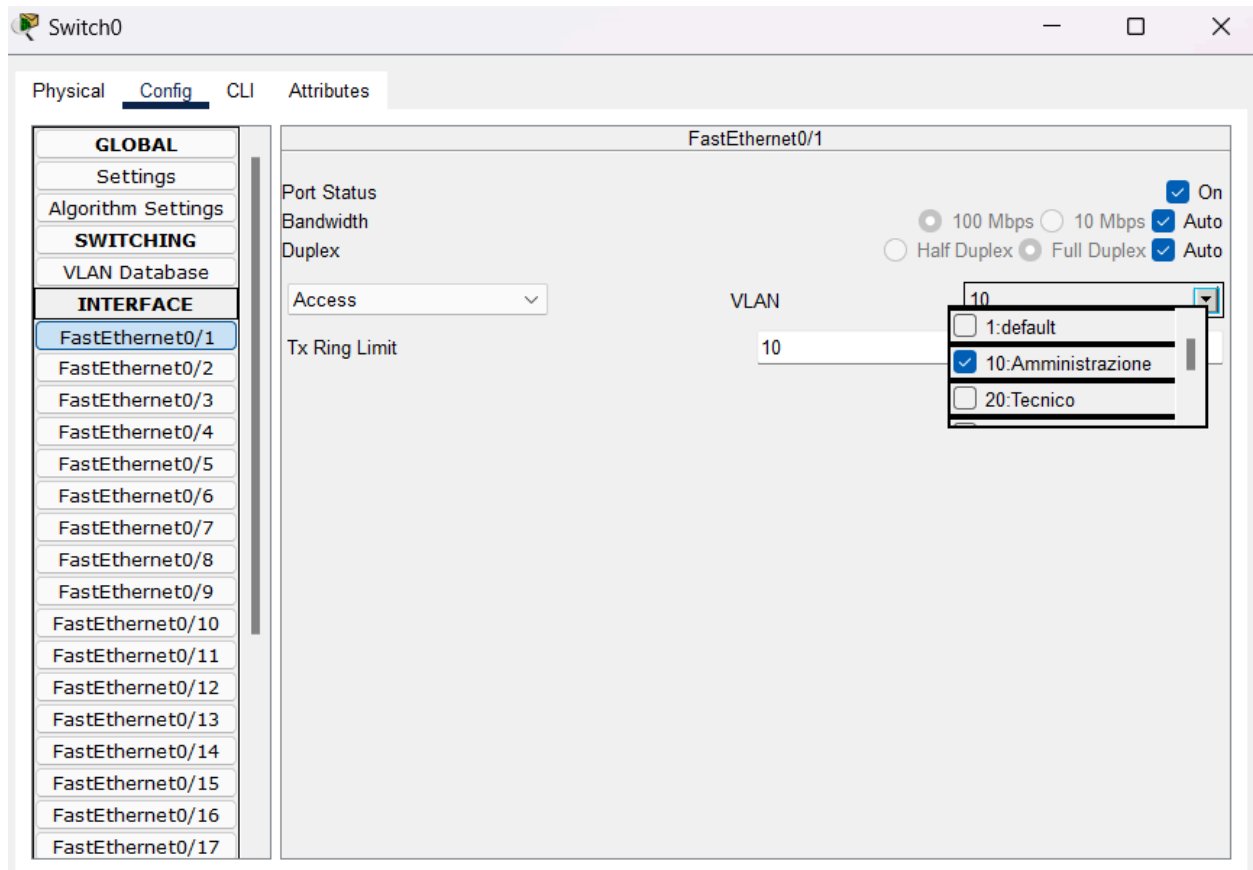 Switch0
Physical Config CLI Attributes
GLOBAL
Settings
Algorithm Settings
SWITCHING
VLAN Database
INTERFACE
FastEthernet0/1
FastEthernet0/2
FastEthernet0/3
FastEthernet0/4
FastEthernet0/5
FastEthernet0/6
FastEthernet0/7
FastEthernet0/8
FastEthernet0/9
FastEthernet0/10
FastEthernet0/11
FastEthernet0/12
FastEthernet0/13
FastEthernet0/14
FastEthernet0/15
FastEthernet0/16
FastEthernet0/17
FastEthernet0/1
Port Status On
Bandwidth 100 Mbps 10 Mbps Auto
Duplex Half Duplex Full Duplex Auto
Access VLAN 10
1:default
Tx Ring Limit 10
10:Amministrazione
20:Tecnico